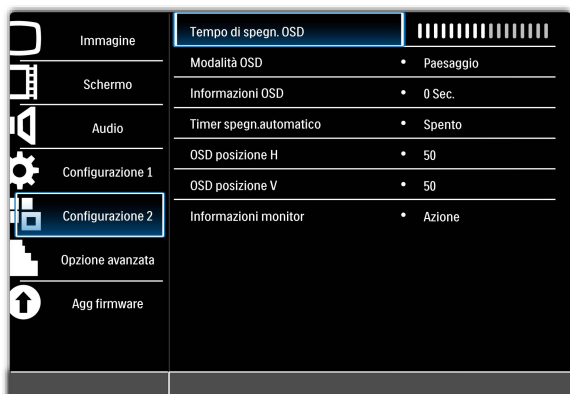 Immagine
Schermo
Audio
Configurazione 1
Configurazione 2
Opzione avanzata
Agg firmware
Tempo di spegn. OSD
Modalità OSD • Paesaggio
Informazioni OSD • 0 Sec.
Timer spegn.automatico • Spento
OSD posizione H • 50
OSD posizione V • 50
Informazioni monitor • Azione